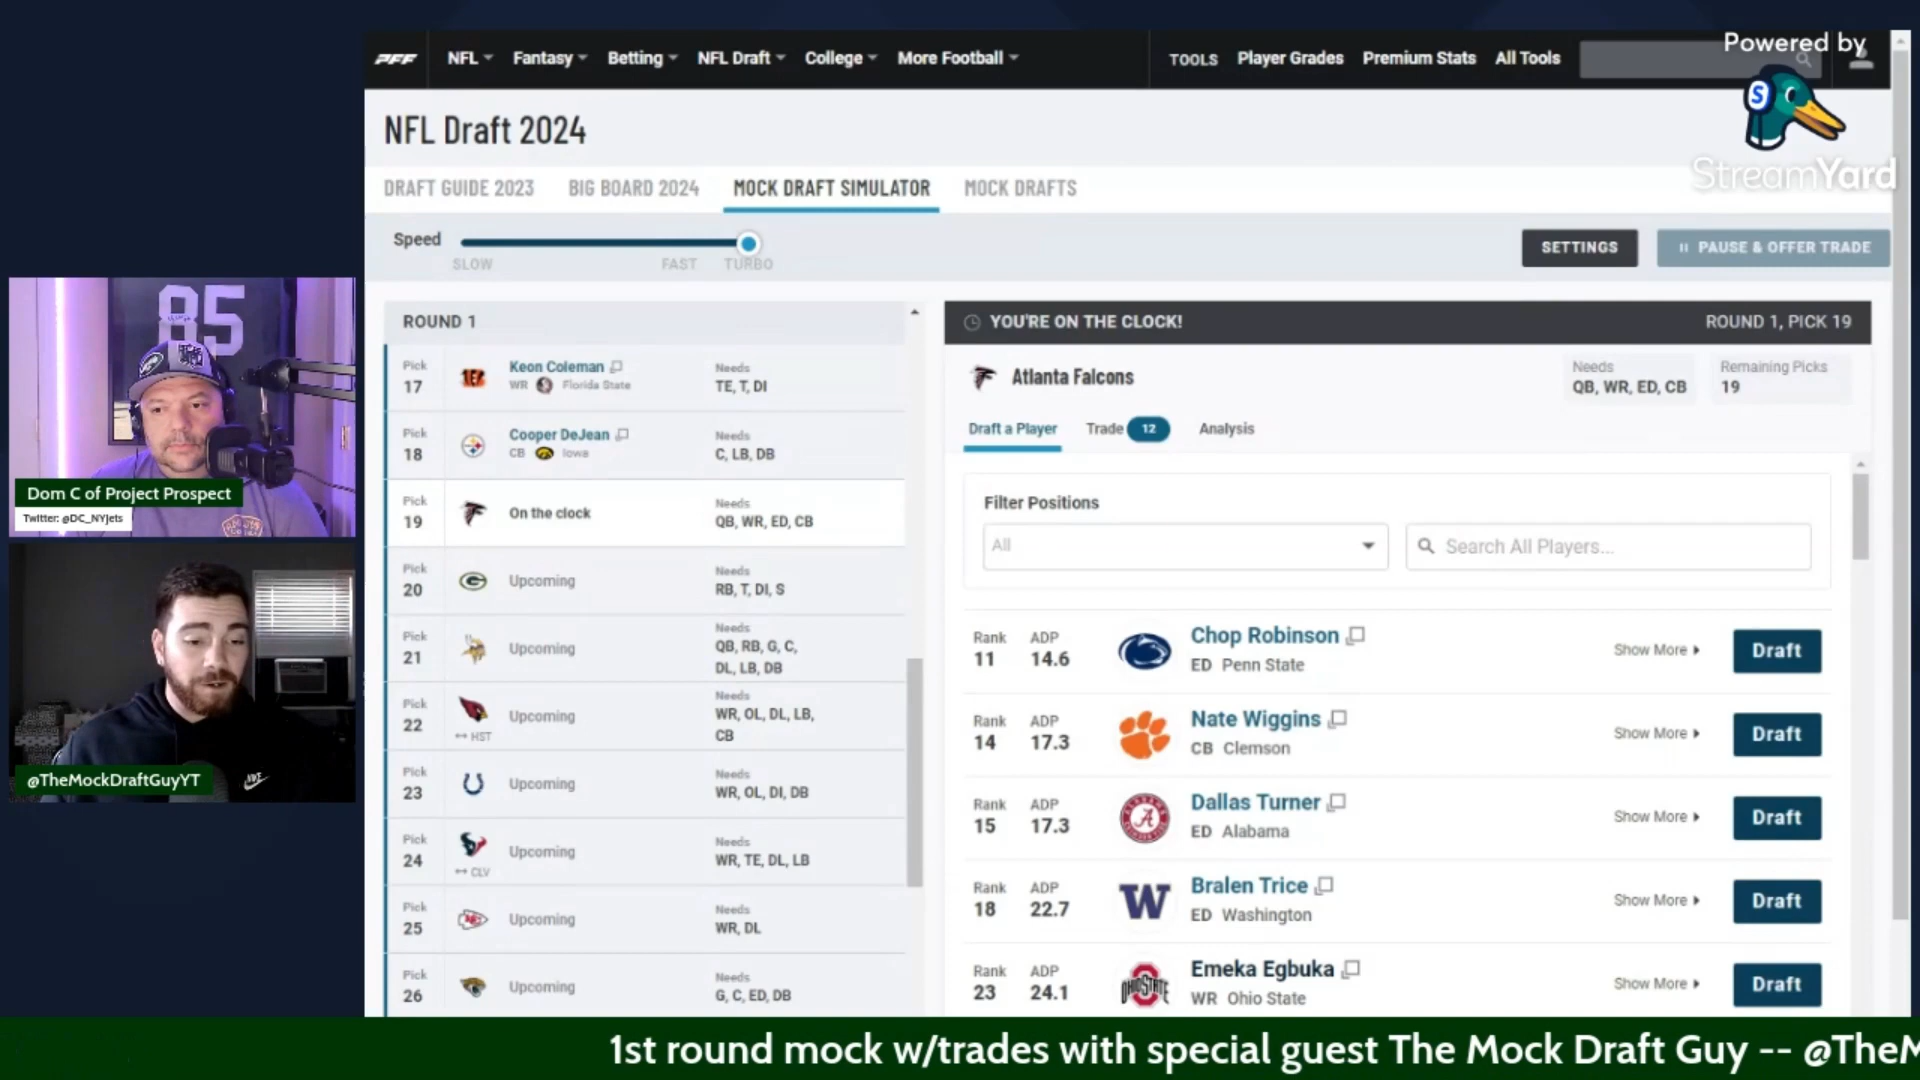 PFF
NFL
Fantasy
Betting
NFL Draft
College
More Football
TOOLS
Player Grades
Premium Stats
All Tools
Powered by
S
StreamYard
NFL Draft 2024
DRAFT GUIDE 2023
BIG BOARD 2024
MOCK DRAFT SIMULATOR
MOCK DRAFTS
Speed
SLOW
FAST
TURBO
SETTINGS
PAUSE & OFFER TRADE
85
Dom C of Project Prospect
Twitter: @DC_NYJets
@TheMockDraftGuyYT
ROUND 1
Pick
17
Keon Coleman
WR Florida State
Needs
TE, T, DI
Pick
18
Cooper DeJean
CB Iowa
Needs
C, LB, DB
Pick
19
On the clock
Needs
QB, WR, ED, CB
Pick
20
Upcoming
Needs
RB, T, DI, S
Pick
21
Upcoming
Needs
QB, RB, G, C,
DL, LB, DB
Pick
22
HST
Upcoming
Needs
WR, OL, DL, LB,
CB
Pick
23
Upcoming
Needs
WR, OL, DI, DB
Pick
24
CLV
Upcoming
Needs
WR, TE, DL, LB
Pick
25
Upcoming
Needs
WR, DL
Pick
26
Upcoming
Needs
G, C, ED, DB
YOU'RE ON THE CLOCK!
ROUND 1, PICK 19
Atlanta Falcons
Needs
QB, WR, ED, CB
Remaining Picks
19
Draft a Player
Trade 12
Analysis
Filter Positions
All
Search All Players...
Rank
11
ADP
14.6
Chop Robinson
ED Penn State
Show More
Draft
Rank
14
ADP
17.3
Nate Wiggins
CB Clemson
Show More
Draft
Rank
15
ADP
17.3
Dallas Turner
ED Alabama
Show More
Draft
Rank
18
ADP
22.7
W
Bralen Trice
ED Washington
Show More
Draft
Rank
23
ADP
24.1
OHIO STATE
Emeka Egbuka
WR Ohio State
Show More
Draft
1st round mock w/trades with special guest The Mock Draft Guy -- @TheM